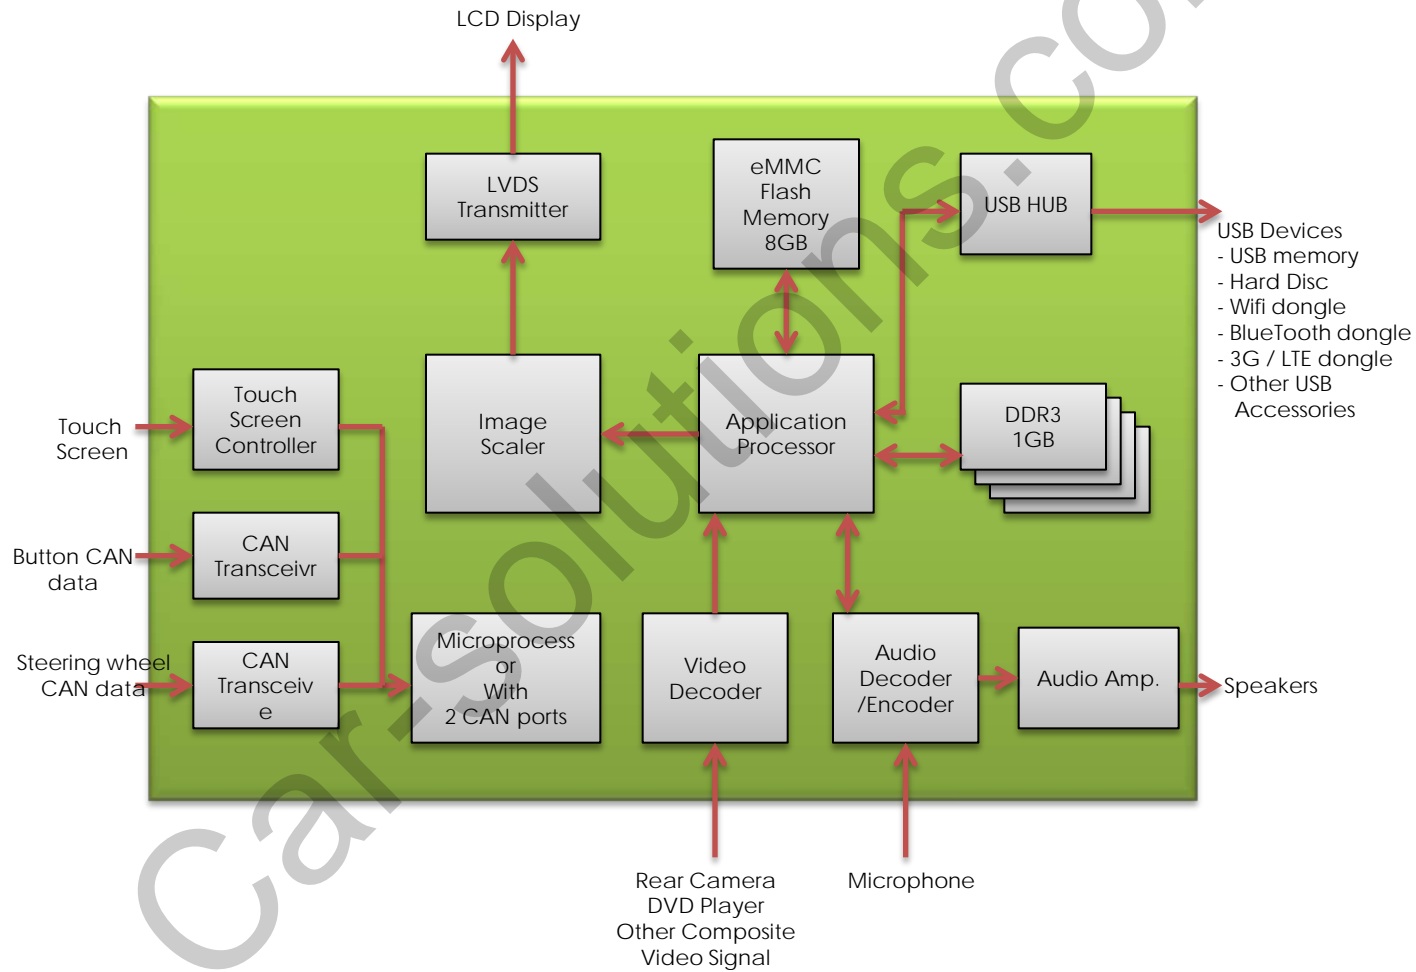 LCD Display
LVDS
Transmitter
eMMC
Flash
Memory
8GB
USB HUB
USB Devices
- USB memory
- Hard Disc
- Wifi dongle
- BlueTooth dongle
- 3G / LTE dongle
- Other USB
Accessories
Touch
Screen
Touch
Screen
Controller
Image
Scaler
Application
Processor
DDR3
1GB
Button CAN
data
CAN
Transceivr
Steering wheel
CAN data
CAN
Transceiv
e
Microprocess
or
With
2 CAN ports
Video
Decoder
Audio
Decoder
/Encoder
Audio Amp.
Speakers
Rear Camera
DVD Player
Other Composite
Video Signal
Microphone
Car-solutions.co